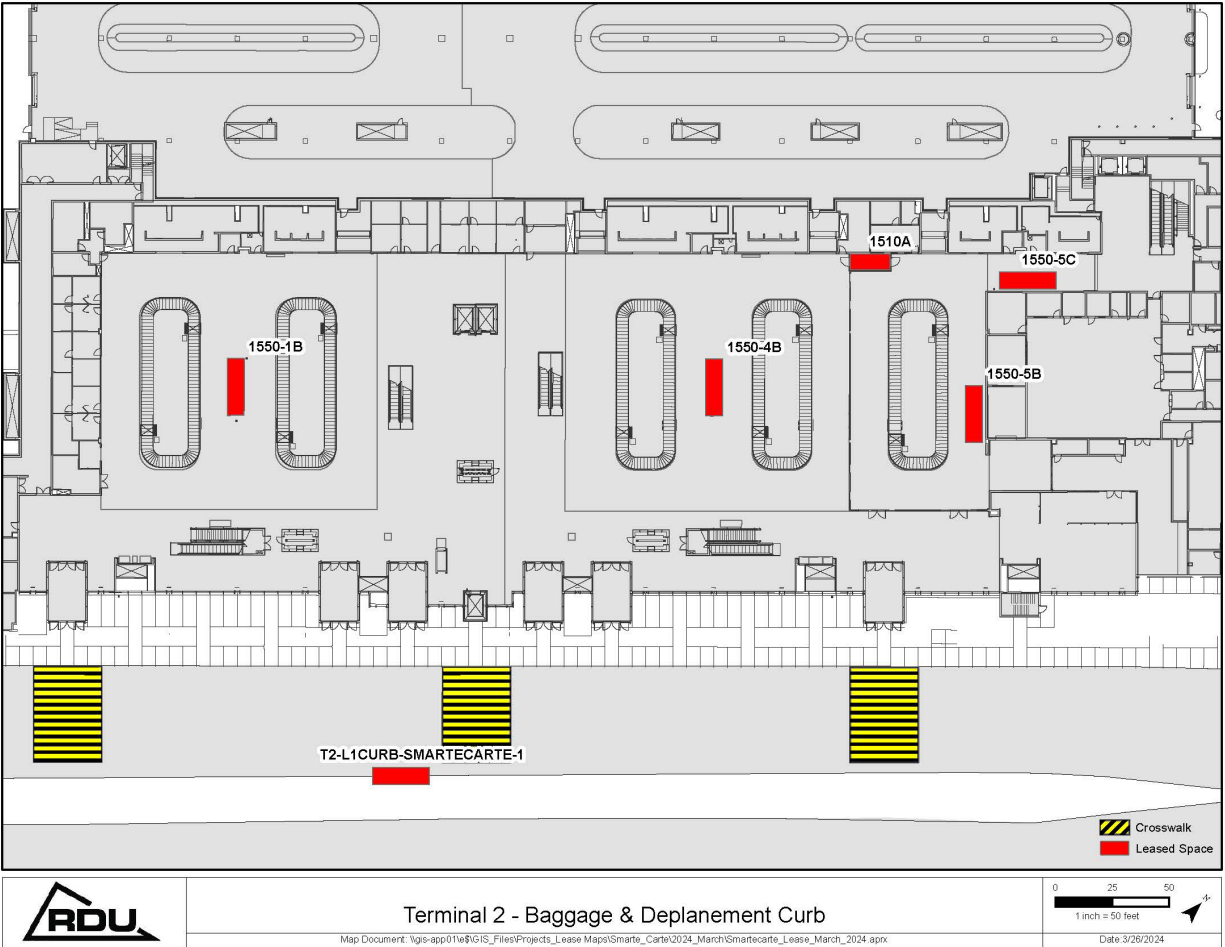 1510A
1550-5C
1550-1B
1550-4B
1550-5B
T2-L1CURB-SMARTECARTE-1
Crosswalk
Leased Space
RDU
Terminal 2 - Baggage & Deplanement Curb
Map Document: \\gis-app01\e$\GIS_Files\Projects_Lease Maps\Smarte_Carte\2024_March\Smartecarte_Lease_March_2024.aprx
0 25 50
1 inch = 50 feet
N
Date:3/26/2024